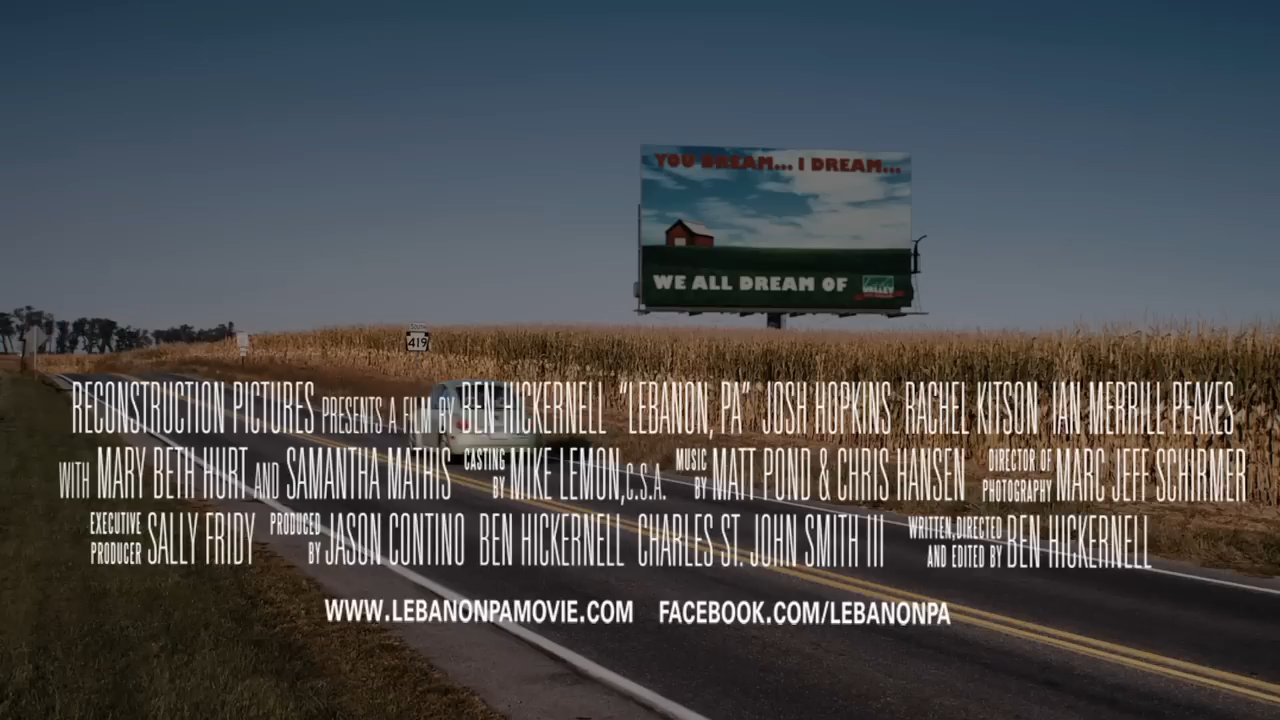 YOU DREAM... I DREAM...
WE ALL DREAM OF
VALLEY
SOUTH
419
RECONSTRUCTION PICTURES PRESENTS A FILM BY BEN HICKERNELL "LEBANON, PA" JOSH HOPKINS RACHEL KITSON IAN MERRILL PEAKES
WITH MARY BETH HURT AND SAMANTHA MATHIS CASTING BY MIKE LEMON, C.S.A. MUSIC BY MATT POND & CHRIS HANSEN DIRECTOR OF PHOTOGRAPHY MARC JEFF SCHIRMER
EXECUTIVE PRODUCER SALLY FRIDY PRODUCED BY JASON CONTINO BEN HICKERNELL CHARLES ST. JOHN SMITH III WRITTEN, DIRECTED AND EDITED BY BEN HICKERNELL
WWW.LEBANONPAMOVIE.COM FACEBOOK.COM/LEBANONPA